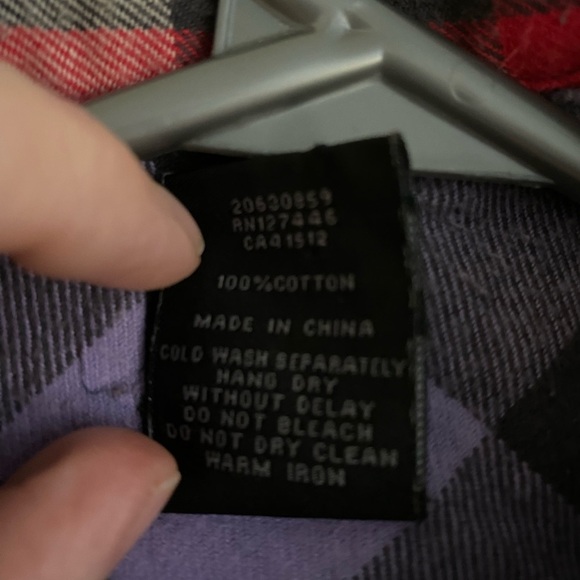 20630859
RN127446
CA41512
100%COTTON
MADE IN CHINA
COLD WASH SEPARATELY
HANG DRY
WITHOUT DELAY
DO NOT BLEACH
DO NOT DRY CLEAN
WARM IRON